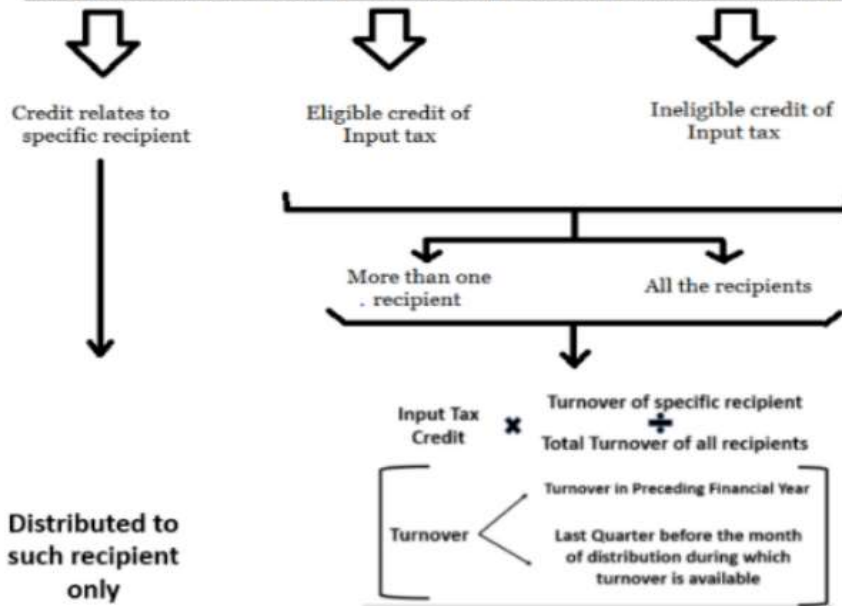 Credit relates to
specific recipient
Eligible credit of
Input tax
Ineligible credit of
Input tax
More than one
. recipient
All the recipients
Input Tax
Credit
×
Turnover of specific recipient
÷
Total Turnover of all recipients
Turnover
Turnover in Preceding Financial Year
Last Quarter before the month
of distribution during which
turnover is available
Distributed to
such recipient
only